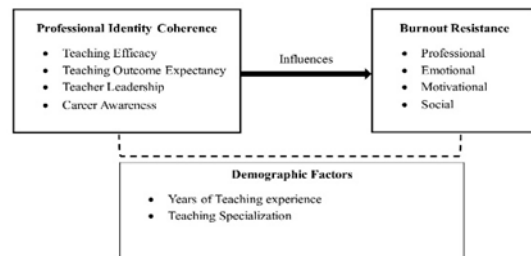 Professional Identity Coherence
• Teaching Efficacy
• Teaching Outcome Expectancy
• Teacher Leadership
• Career Awareness
Influences
Burnout Resistance
• Professional
• Emotional
• Motivational
• Social
Demographic Factors
• Years of Teaching experience
• Teaching Specialization